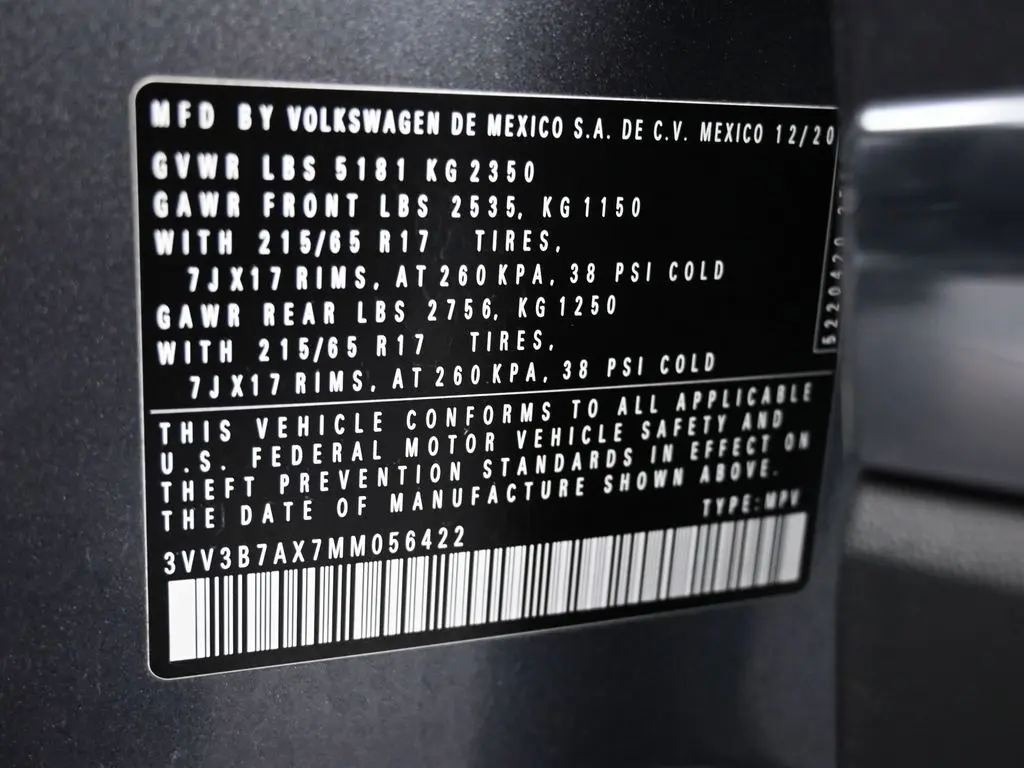 MFD BY VOLKSWAGEN DE MEXICO S.A. DE C.V. MEXICO 12/20
GVWR LBS 5181 KG 2350
GAWR FRONT LBS 2535, KG 1150
WITH 215/65 R17 TIRES,
7JX17 RIMS, AT 260 KPA, 38 PSI COLD
GAWR REAR LBS 2756, KG 1250
WITH 215/65 R17 TIRES,
7JX17 RIMS, AT 260 KPA, 38 PSI COLD
THIS VEHICLE CONFORMS TO ALL APPLICABLE
U.S. FEDERAL MOTOR VEHICLE SAFETY AND
THEFT PREVENTION STANDARDS IN EFFECT ON
THE DATE OF MANUFACTURE SHOWN ABOVE.
TYPE: MPV
3VV3B7AX7MM056422